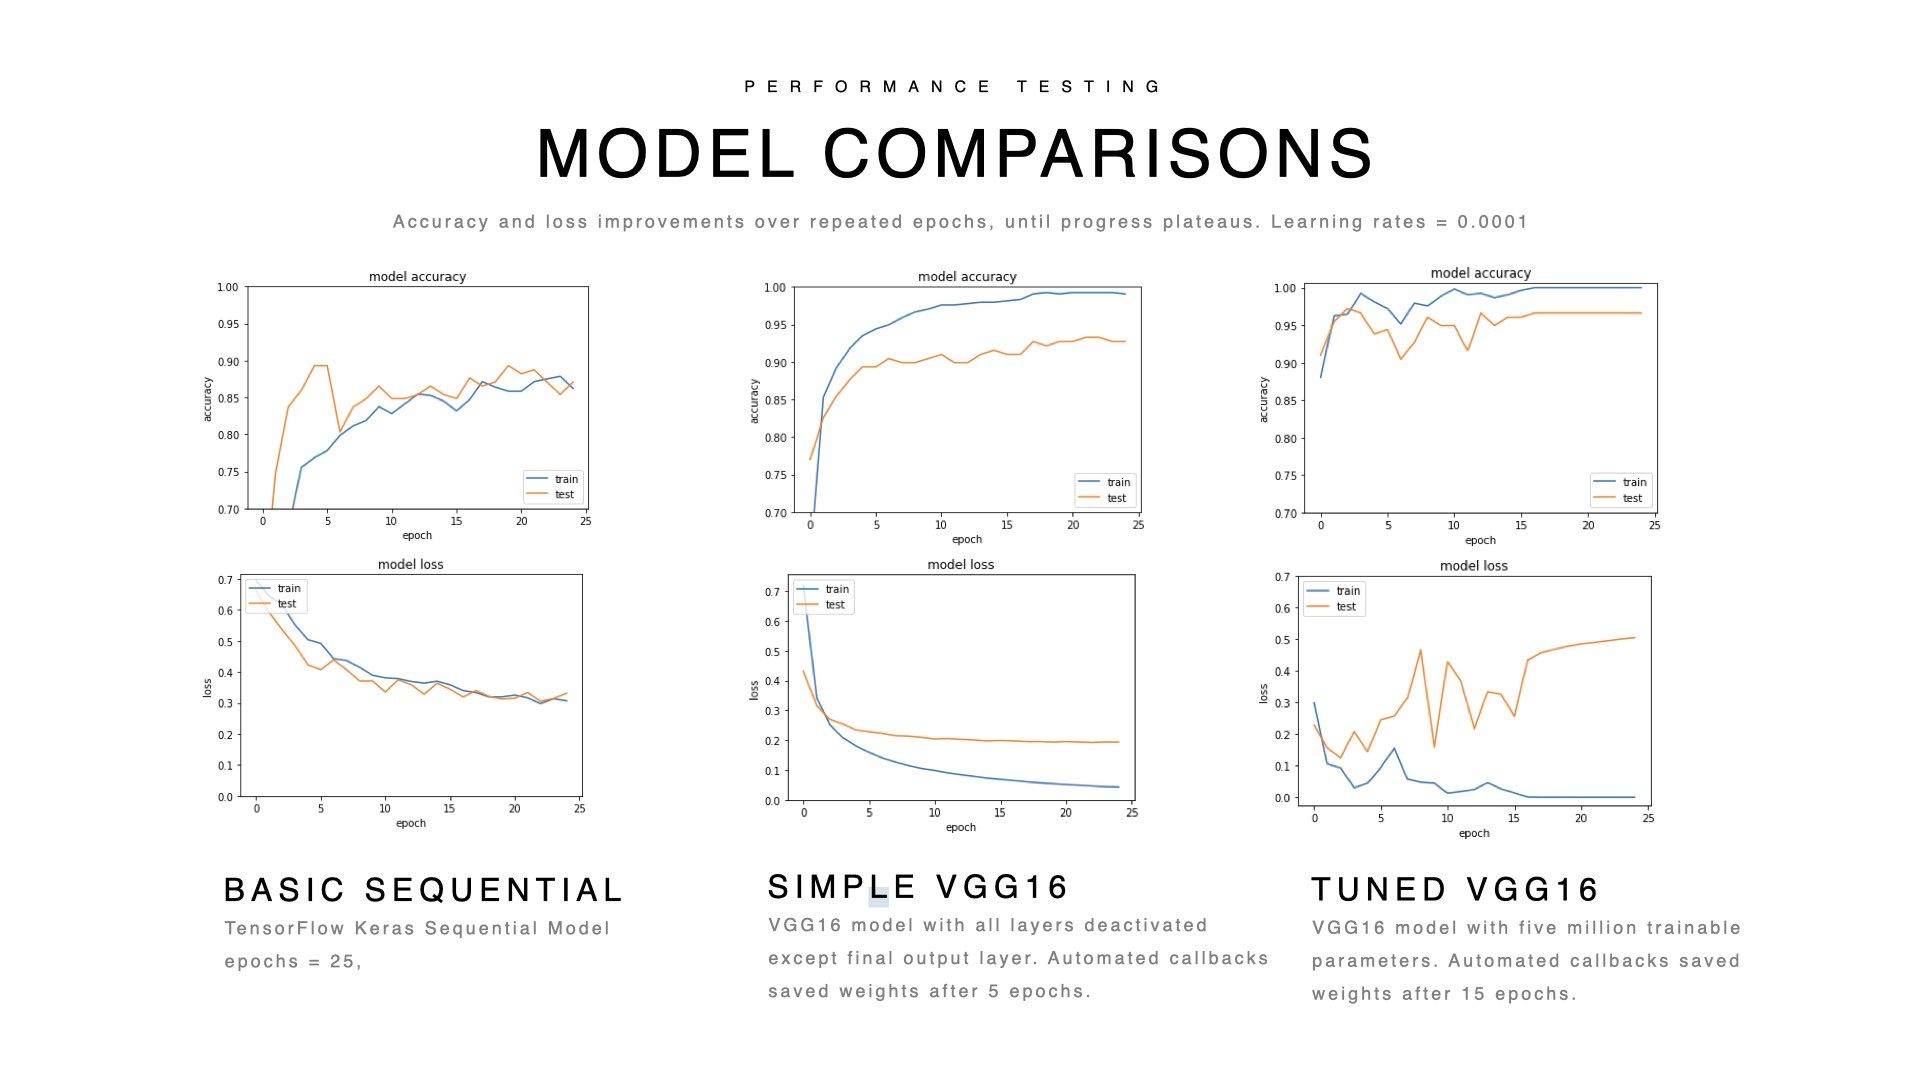 PERFORMANCE TESTING
MODEL COMPARISONS
Accuracy and loss improvements over repeated epochs, until progress plateaus. Learning rates = 0.0001
model accuracy
1.00
0.95
0.90
0.85
0.80
0.75
0.70
accuracy
0 5 10 15 20 25
epoch
train
test
model loss
0.7
0.6
0.5
0.4
0.3
0.2
0.1
0.0
loss
0 5 10 15 20 25
epoch
train
test
BASIC SEQUENTIAL
TensorFlow Keras Sequential Model
epochs = 25,
model accuracy
1.00
0.95
0.90
0.85
0.80
0.75
0.70
accuracy
0 5 10 15 20 25
epoch
train
test
model loss
0.7
0.6
0.5
0.4
0.3
0.2
0.1
0.0
loss
0 5 10 15 20 25
epoch
train
test
SIMPLE VGG16
VGG16 model with all layers deactivated
except final output layer. Automated callbacks
saved weights after 5 epochs.
model accuracy
1.00
0.95
0.90
0.85
0.80
0.75
0.70
accuracy
0 5 10 15 20 25
epoch
train
test
model loss
0.7
0.6
0.5
0.4
0.3
0.2
0.1
0.0
loss
0 5 10 15 20 25
epoch
train
test
TUNED VGG16
VGG16 model with five million trainable
parameters. Automated callbacks saved
weights after 15 epochs.